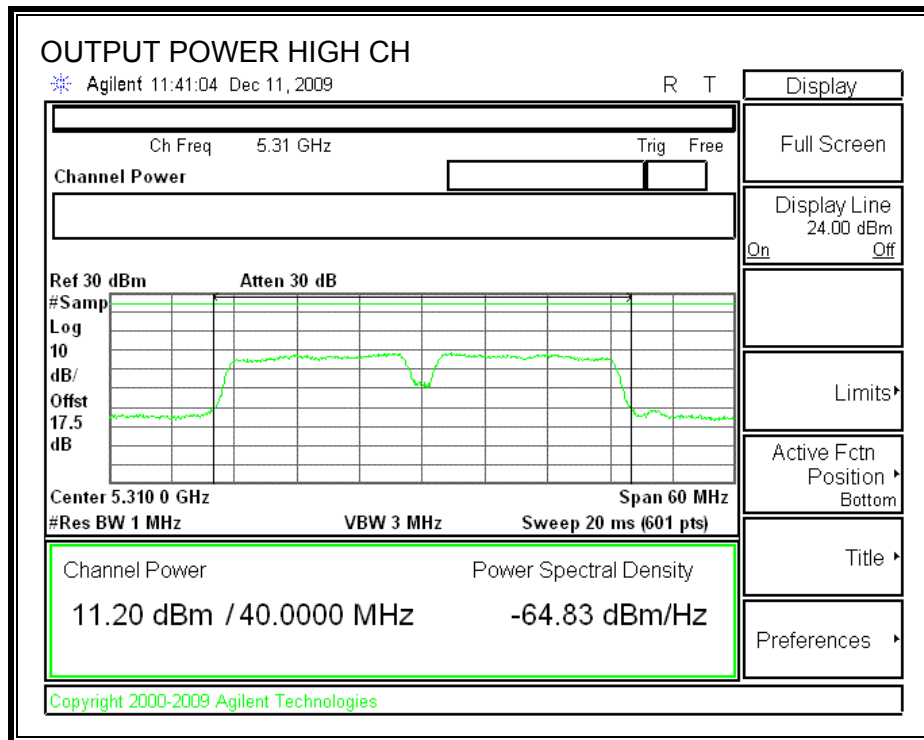 OUTPUT POWER HIGH CH
Agilent 11:41:04 Dec 11, 2009 R T
Display
Ch Freq 5.31 GHz Trig Free
Channel Power
Full Screen
Display Line
24.00 dBm
On Off
Ref 30 dBm Atten 30 dB
#Samp
Log
10
dB/
Offst
17.5
dB
Limits
Active Fctn
Position
Bottom
Center 5.310 0 GHz Span 60 MHz
#Res BW 1 MHz VBW 3 MHz Sweep 20 ms (601 pts)
Channel Power Power Spectral Density
11.20 dBm / 40.0000 MHz -64.83 dBm/Hz
Title
Preferences
Copyright 2000-2009 Agilent Technologies